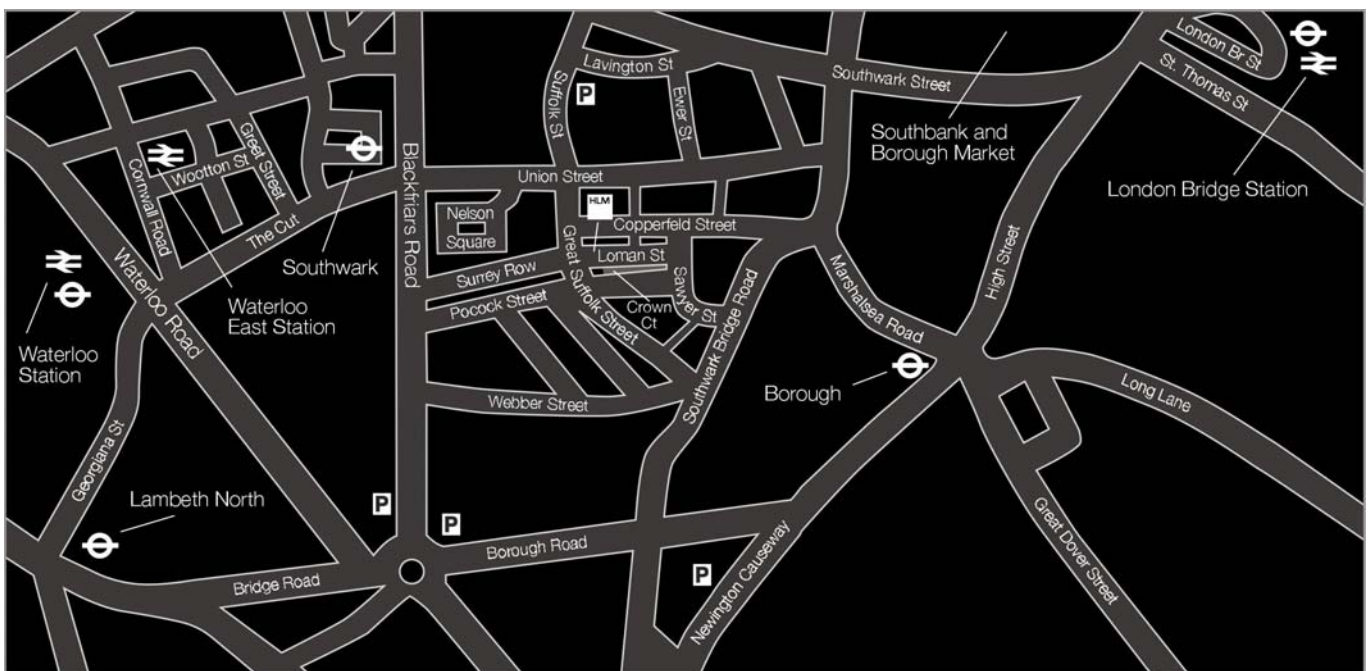 London Br St
St. Thomas St
Lavington St
Suffolk St
Ewer St
Southwark Street
Southbank and
Borough Market
London Bridge Station
P
Blackfriars Road
Greet Street
Wootton St
Cornwall Road
The Cut
Union Street
HLM
Nelson
Square
Copperfeld Street
Southwark
Waterloo
East Station
Waterloo Road
Waterloo
Station
Surrey Row
Pocock Street
Great Suffolk Street
Loman St
Crown
Ct
Sawyer St
Southwark Bridge Road
Marshalsea Road
High Street
Borough
Long Lane
Webber Street
Georgiana St
Lambeth North
P
P
Borough Road
Bridge Road
P
Newington Causeway
Great Dover Street